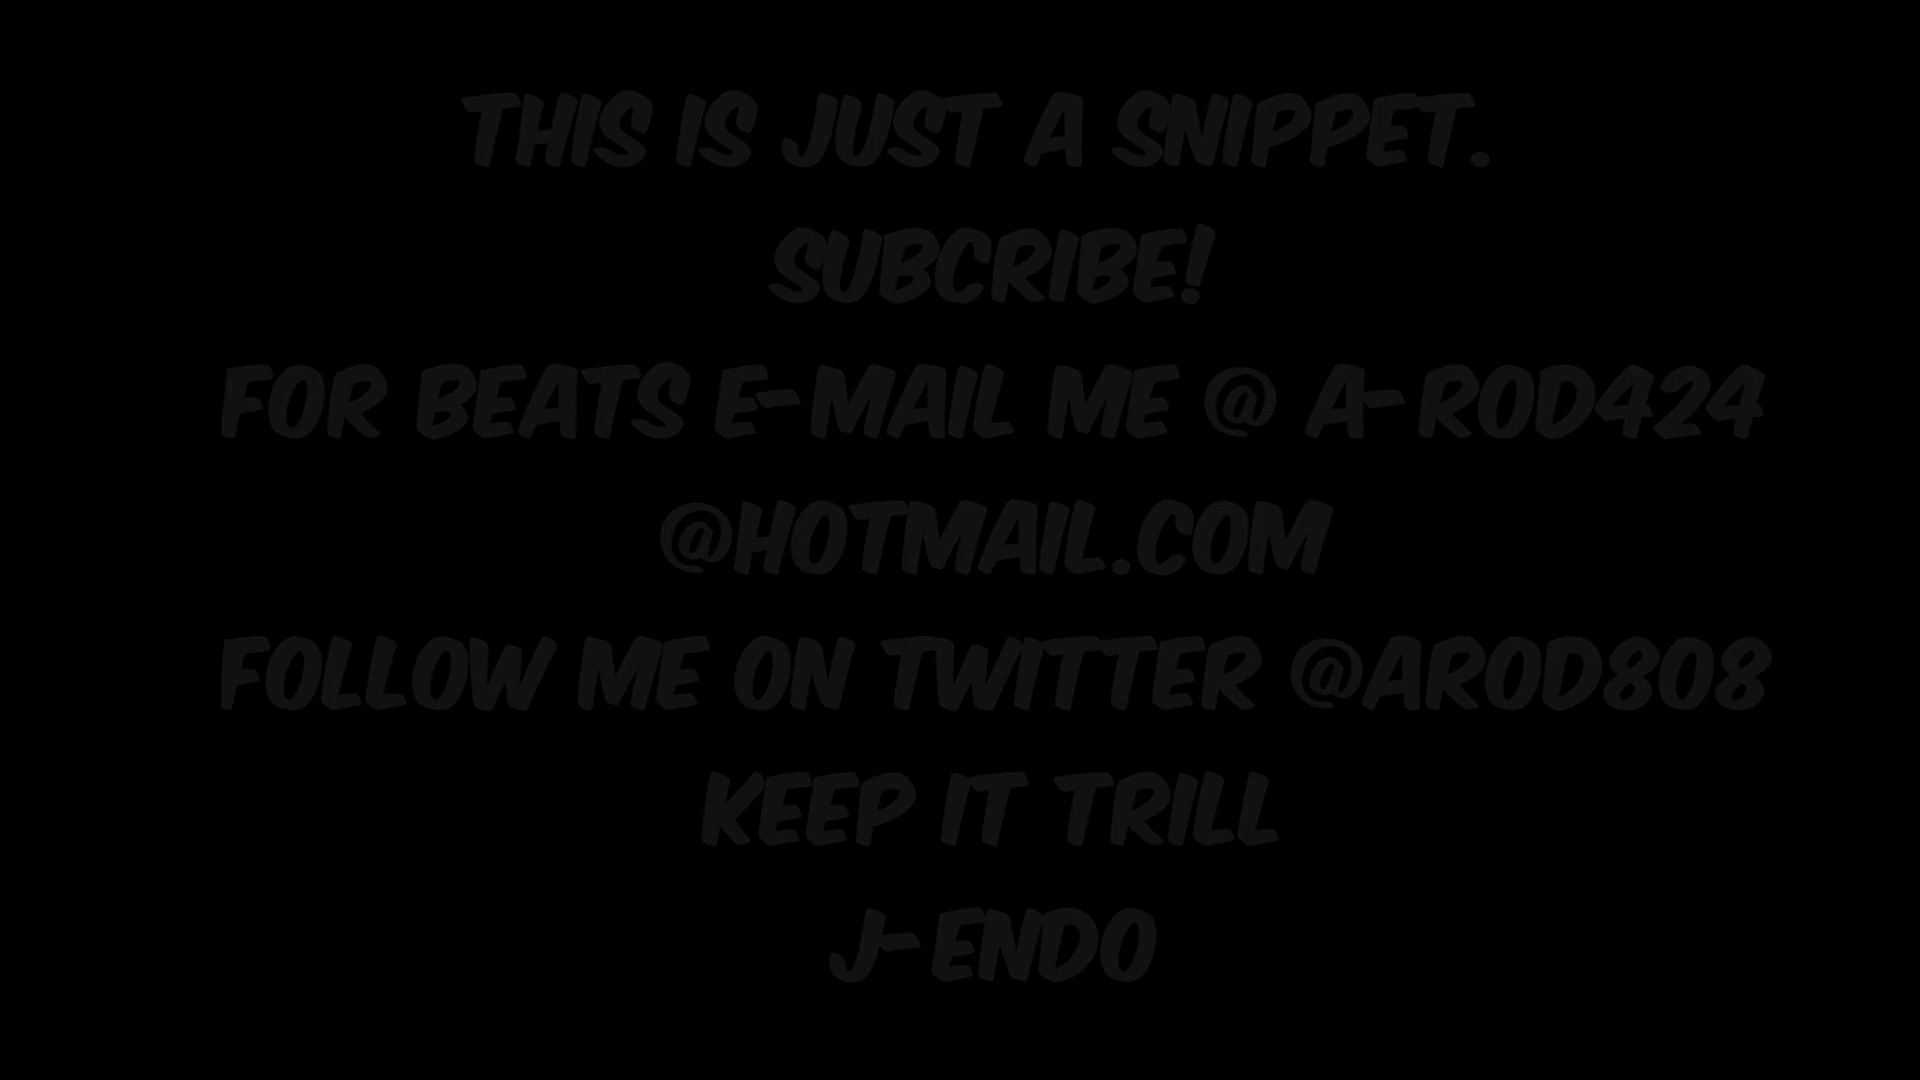 THIS IS JUST A SNIPPET.
SUBCRIBE!
FOR BEATS E-MAIL ME @ A-ROD424
@HOTMAIL.COM
FOLLOW ME ON TWITTER @AROD808
KEEP IT TRILL
J-ENDO